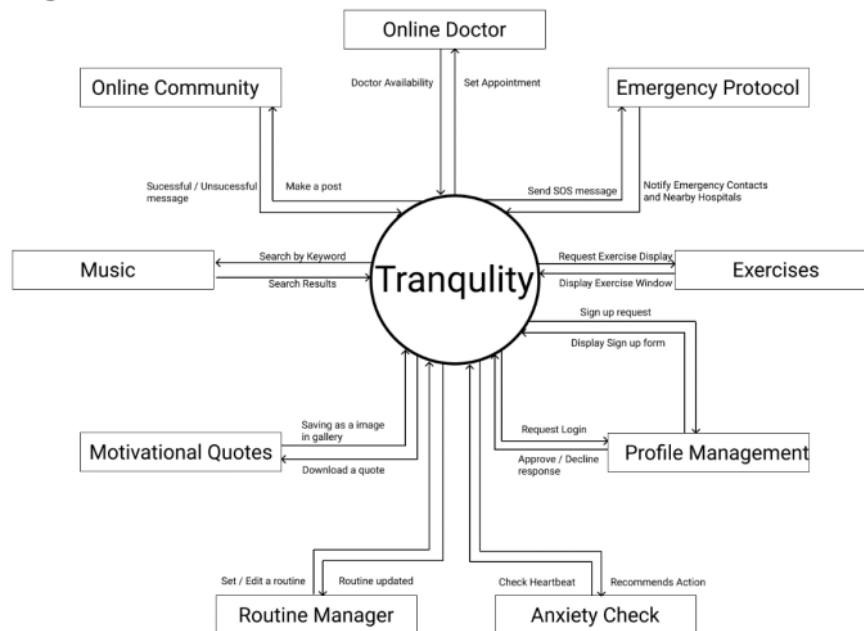 Online Doctor
Online Community
Doctor Availability
Set Appointment
Emergency Protocol
Sucessful / Unsucessful
message
Make a post
Send SOS message
Notify Emergency Contacts
and Nearby Hospitals
Music
Search by Keyword
Search Results
Tranqulity
Request Exercise Display
Display Exercise Window
Exercises
Sign up request
Display Sign up form
Motivational Quotes
Saving as a image
in gallery
Download a quote
Request Login
Approve / Decline
response
Profile Management
Set / Edit a routine
Routine updated
Check Heartbeat
Recommends Action
Routine Manager
Anxiety Check